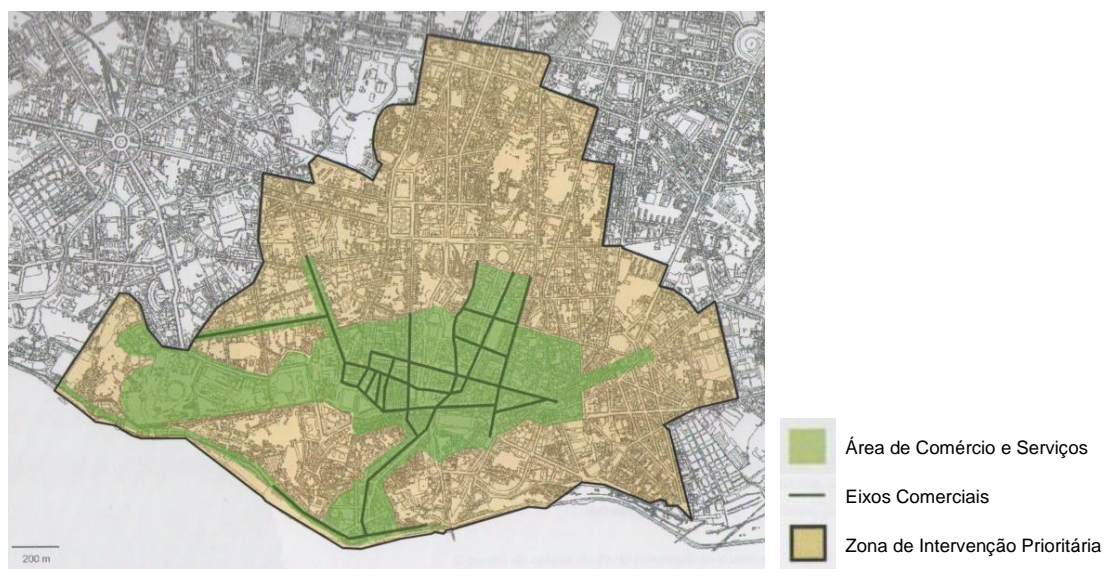 200 m
Área de Comércio e Serviços
Eixos Comerciais
Zona de Intervenção Prioritária